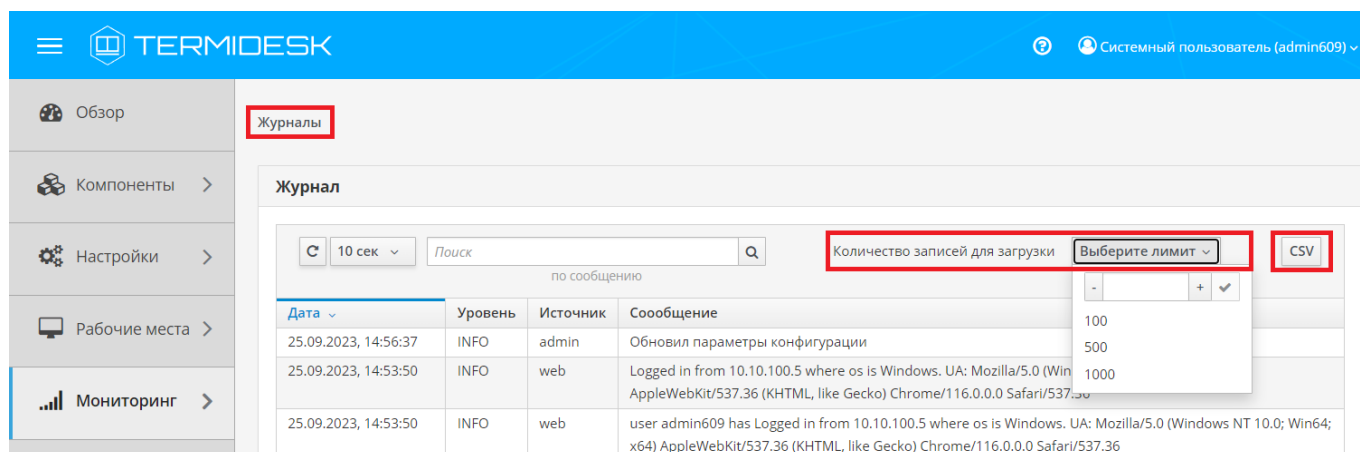 TERMIDESK
Системный пользователь (admin609)
Обзор
Журналы
Компоненты
Журнал
Настройки
10 сек
Поиск
Количество записей для загрузки
Выберите лимит
CSV
по сообщению
- +
100
500
1000
Рабочие места
Дата Уровень Источник Соообщение
25.09.2023, 14:56:37 INFO admin Обновил параметры конфигурации
Мониторинг
25.09.2023, 14:53:50 INFO web Logged in from 10.10.100.5 where os is Windows. UA: Mozilla/5.0 (Win
AppleWebKit/537.36 (KHTML, like Gecko) Chrome/116.0.0.0 Safari/537.36
25.09.2023, 14:53:50 INFO web user admin609 has Logged in from 10.10.100.5 where os is Windows. UA: Mozilla/5.0 (Windows NT 10.0; Win64;
x64) AppleWebKit/537.36 (KHTML, like Gecko) Chrome/116.0.0.0 Safari/537.36